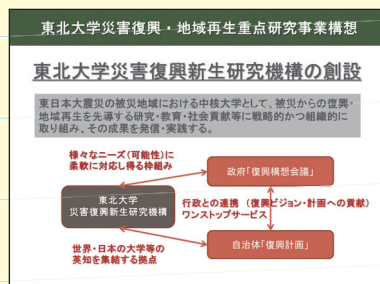 東北大学災害復興・地域再生重点研究事業構想
東北大学災害復興新生研究機構の創設
東日本大震災の被災地域における中核大学として、被災からの復興・
地域再生を先導する研究・教育・社会貢献等に戦略的かつ組織的に
取り組み、その成果を発信・実践する。
様々なニーズ（可能性）に
柔軟に対応し得る枠組み
政府「復興構想会議」
東北大学
災害復興新生研究機構
行政との連携 （復興ビジョン・計画への貢献）
ワンストップサービス
自治体「復興計画」
世界・日本の大学等の
英知を集結する拠点